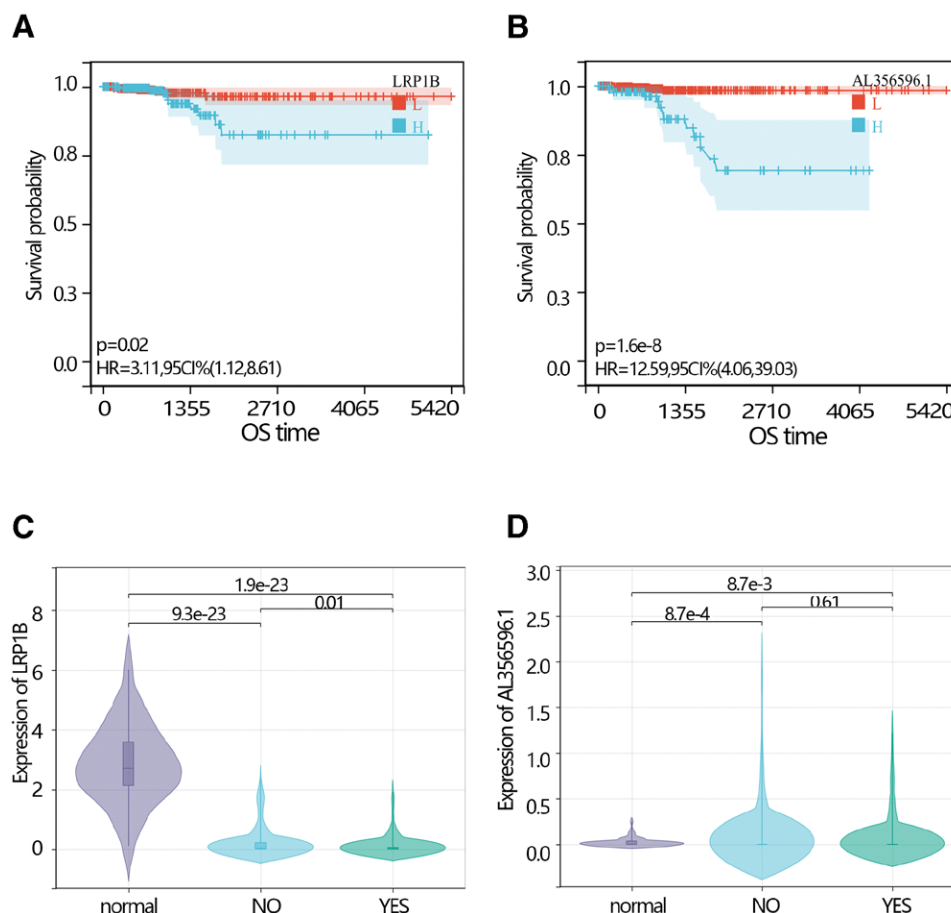 A
B
Survival probability
1.0
0.8
0.5
0.3
0.0
LRP1B
L
H
p=0.02
HR=3.11,95CI%(1.12,8.61)
0 1355 2710 4065 5420
OS time
Survival probability
1.0
0.8
0.5
0.3
0.0
AL356596.1
L
H
p=1.6e-8
HR=12.59,95CI%(4.06,39.03)
0 1355 2710 4065 5420
OS time
C
D
Expression of LRP1B
8
6
4
2
0
1.9e-23
9.3e-23
0.01
normal NO YES
Expression of AL356596.1
3.0
2.5
2.0
1.5
1.0
0.5
0.0
8.7e-3
8.7e-4
0.61
normal NO YES